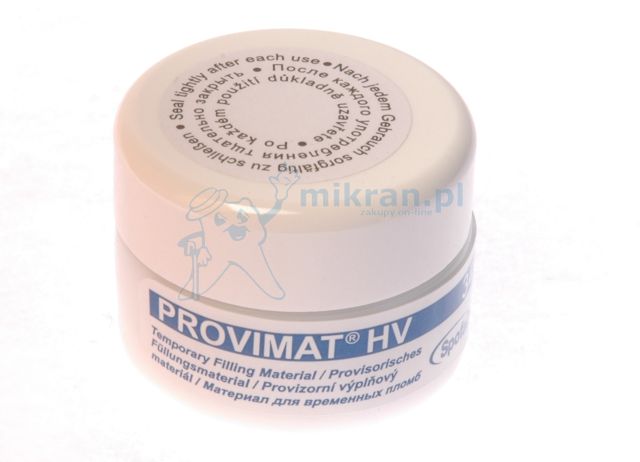 Seal tightly after each use • Nach jedem Gebrauch sorgfältig zu schließen •
После каждого употребления тщательно закрыть •
Po každém použití důkladně uzavřete •
mikran.pl
zakupy on-line
PROVIMAT® HV
Temporary Filling Material / Provisorisches
Füllungsmaterial / Provizorní výplňový
materiál / Материал для временных пломб